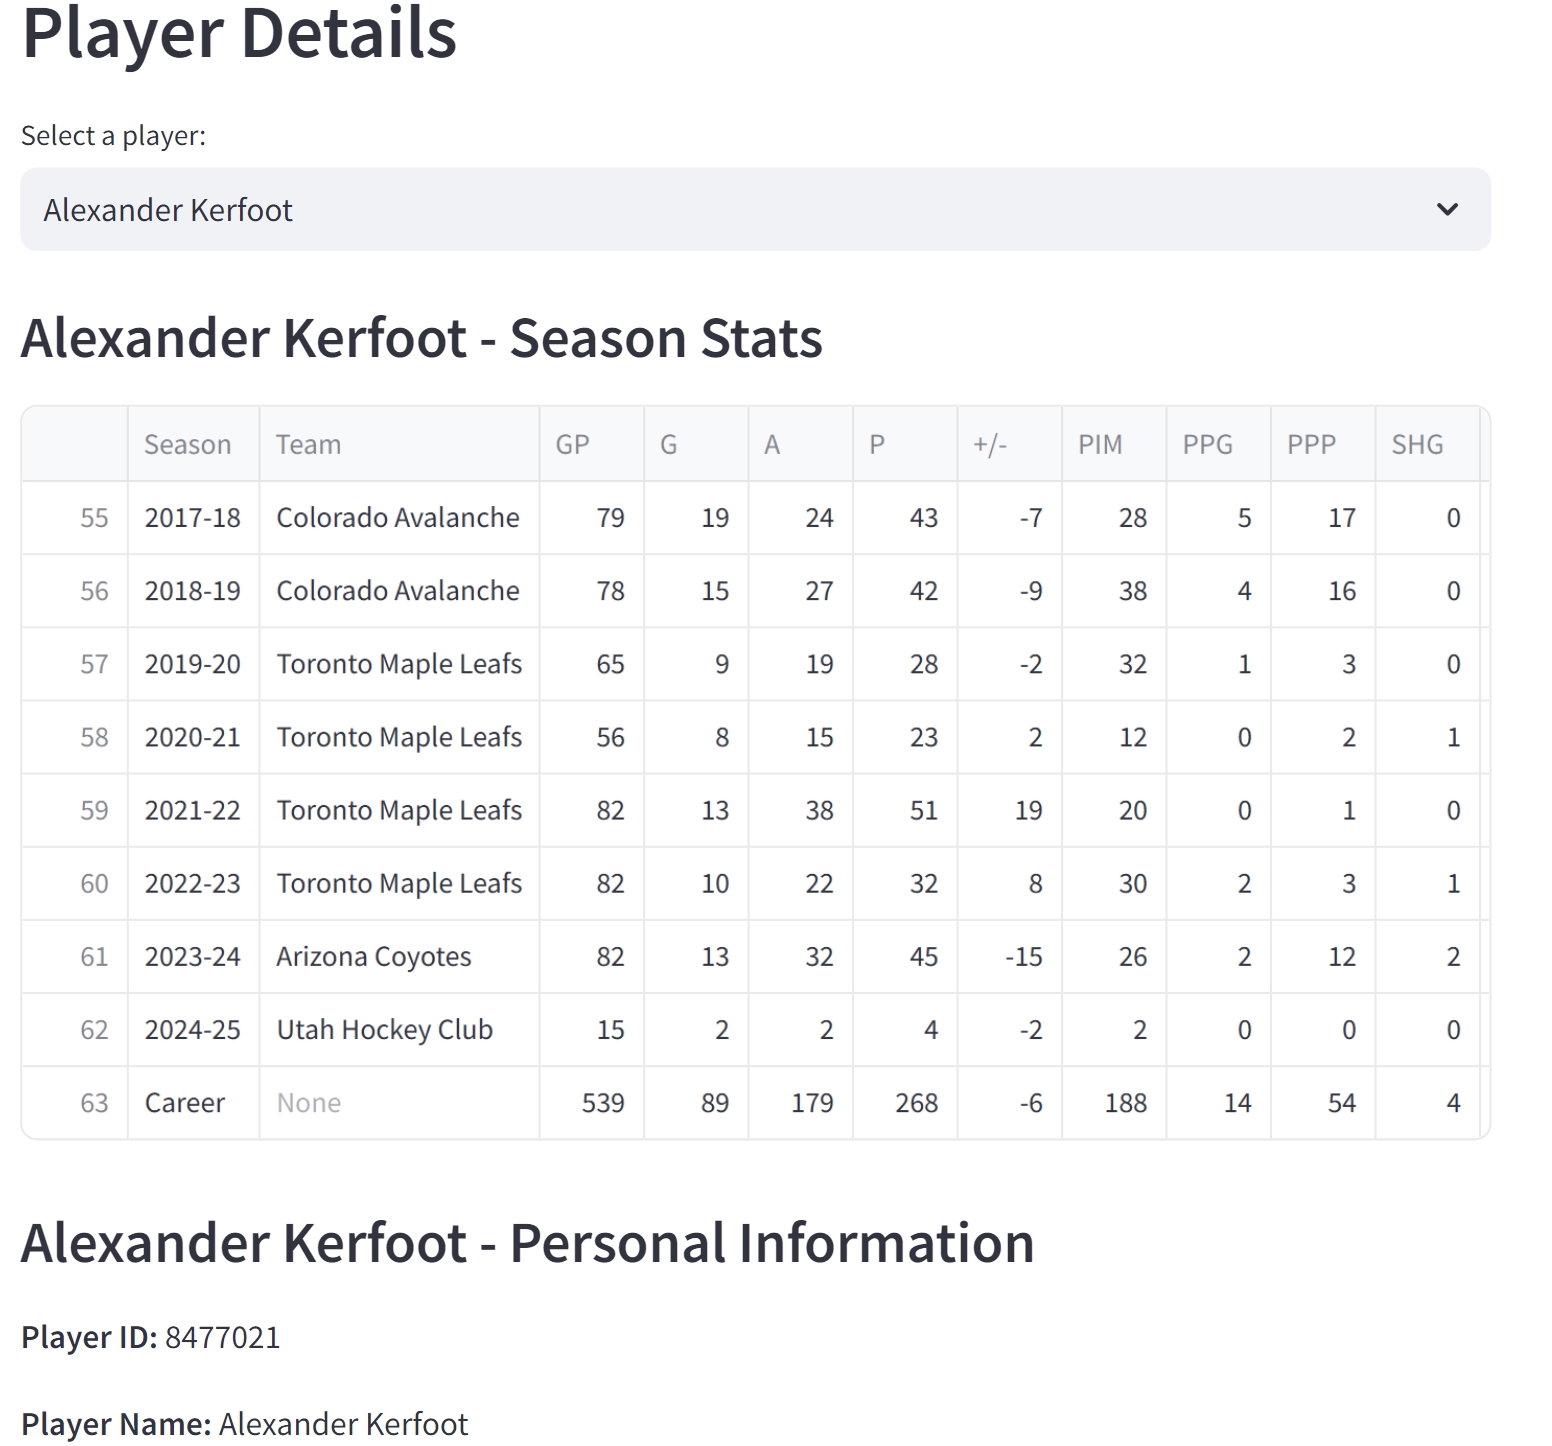 Player Details
Select a player:
Alexander Kerfoot
Alexander Kerfoot - Season Stats
Season Team GP G A P +/- PIM PPG PPP SHG
55 2017-18 Colorado Avalanche 79 19 24 43 -7 28 5 17 0
56 2018-19 Colorado Avalanche 78 15 27 42 -9 38 4 16 0
57 2019-20 Toronto Maple Leafs 65 9 19 28 -2 32 1 3 0
58 2020-21 Toronto Maple Leafs 56 8 15 23 2 12 0 2 1
59 2021-22 Toronto Maple Leafs 82 13 38 51 19 20 0 1 0
60 2022-23 Toronto Maple Leafs 82 10 22 32 8 30 2 3 1
61 2023-24 Arizona Coyotes 82 13 32 45 -15 26 2 12 2
62 2024-25 Utah Hockey Club 15 2 2 4 -2 2 0 0 0
63 Career None 539 89 179 268 -6 188 14 54 4
Alexander Kerfoot - Personal Information
Player ID: 8477021
Player Name: Alexander Kerfoot